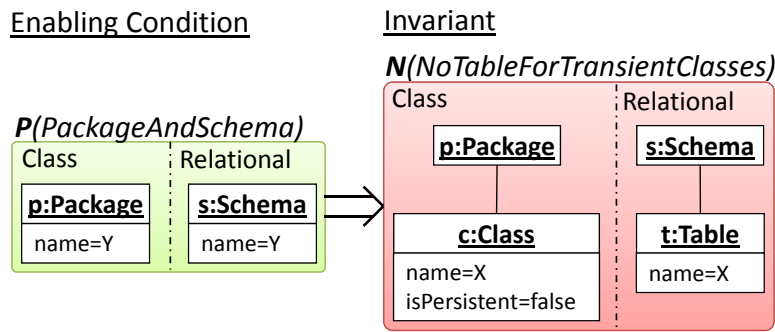 Enabling Condition
Invariant
P(PackageAndSchema)
Class
Relational
p:Package
name=Y
s:Schema
name=Y
N(NoTableForTransientClasses)
Class
Relational
p:Package
s:Schema
c:Class
name=X
isPersistent=false
t:Table
name=X